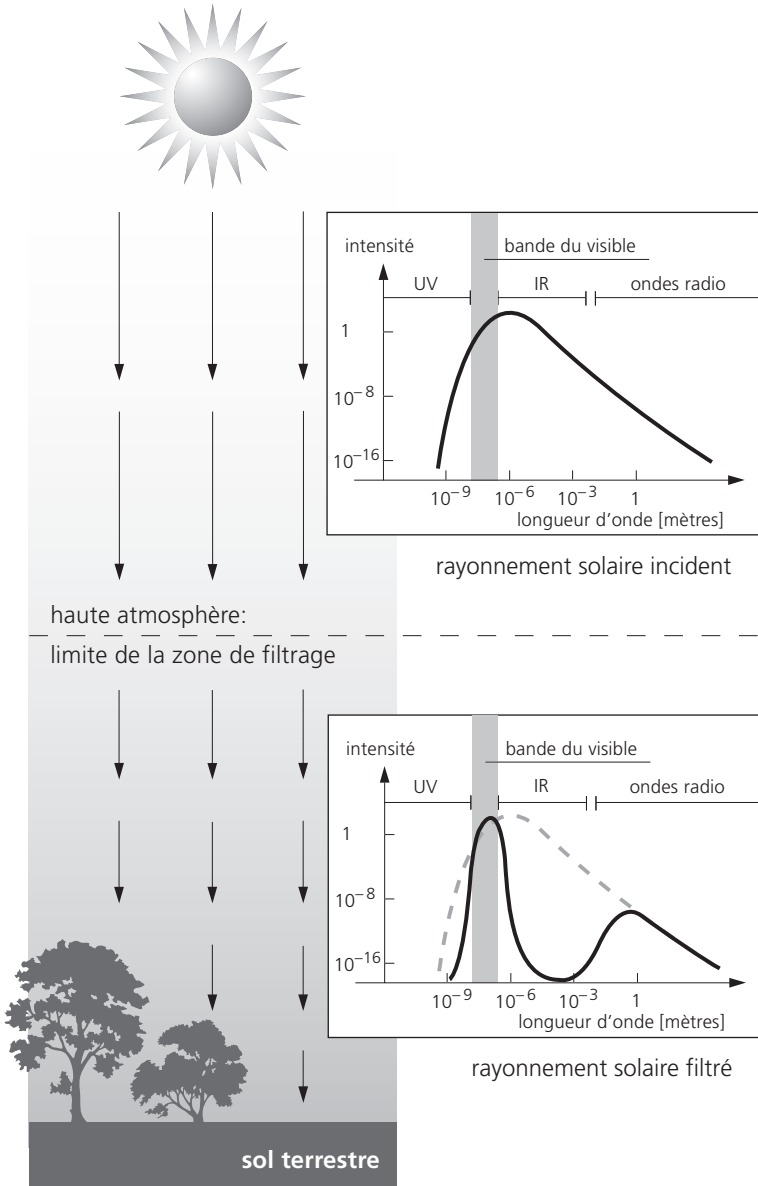 intensité
bande du visible
UV
IR
ondes radio
1
10⁻⁸
10⁻¹⁶
10⁻⁹ 10⁻⁶ 10⁻³ 1
longueur d’onde [mètres]
rayonnement solaire incident
haute atmosphère:
limite de la zone de filtrage
intensité
bande du visible
UV
IR
ondes radio
1
10⁻⁸
10⁻¹⁶
10⁻⁹ 10⁻⁶ 10⁻³ 1
longueur d’onde [mètres]
rayonnement solaire filtré
sol terrestre